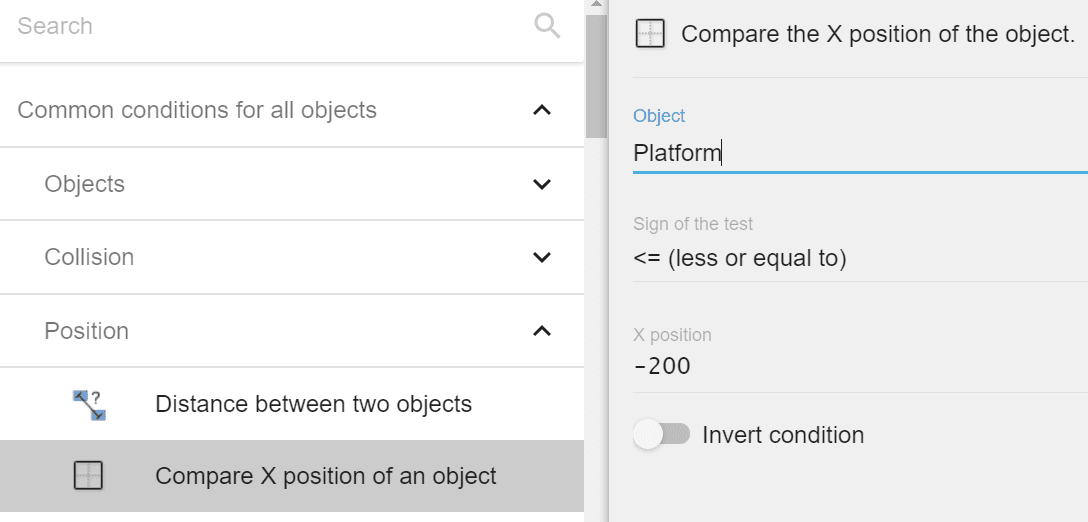 Search
Common conditions for all objects
Objects
Collision
Position
?
Distance between two objects
Compare X position of an object
Compare the X position of the object.
Object
Platform
Sign of the test
<= (less or equal to)
X position
-200
Invert condition